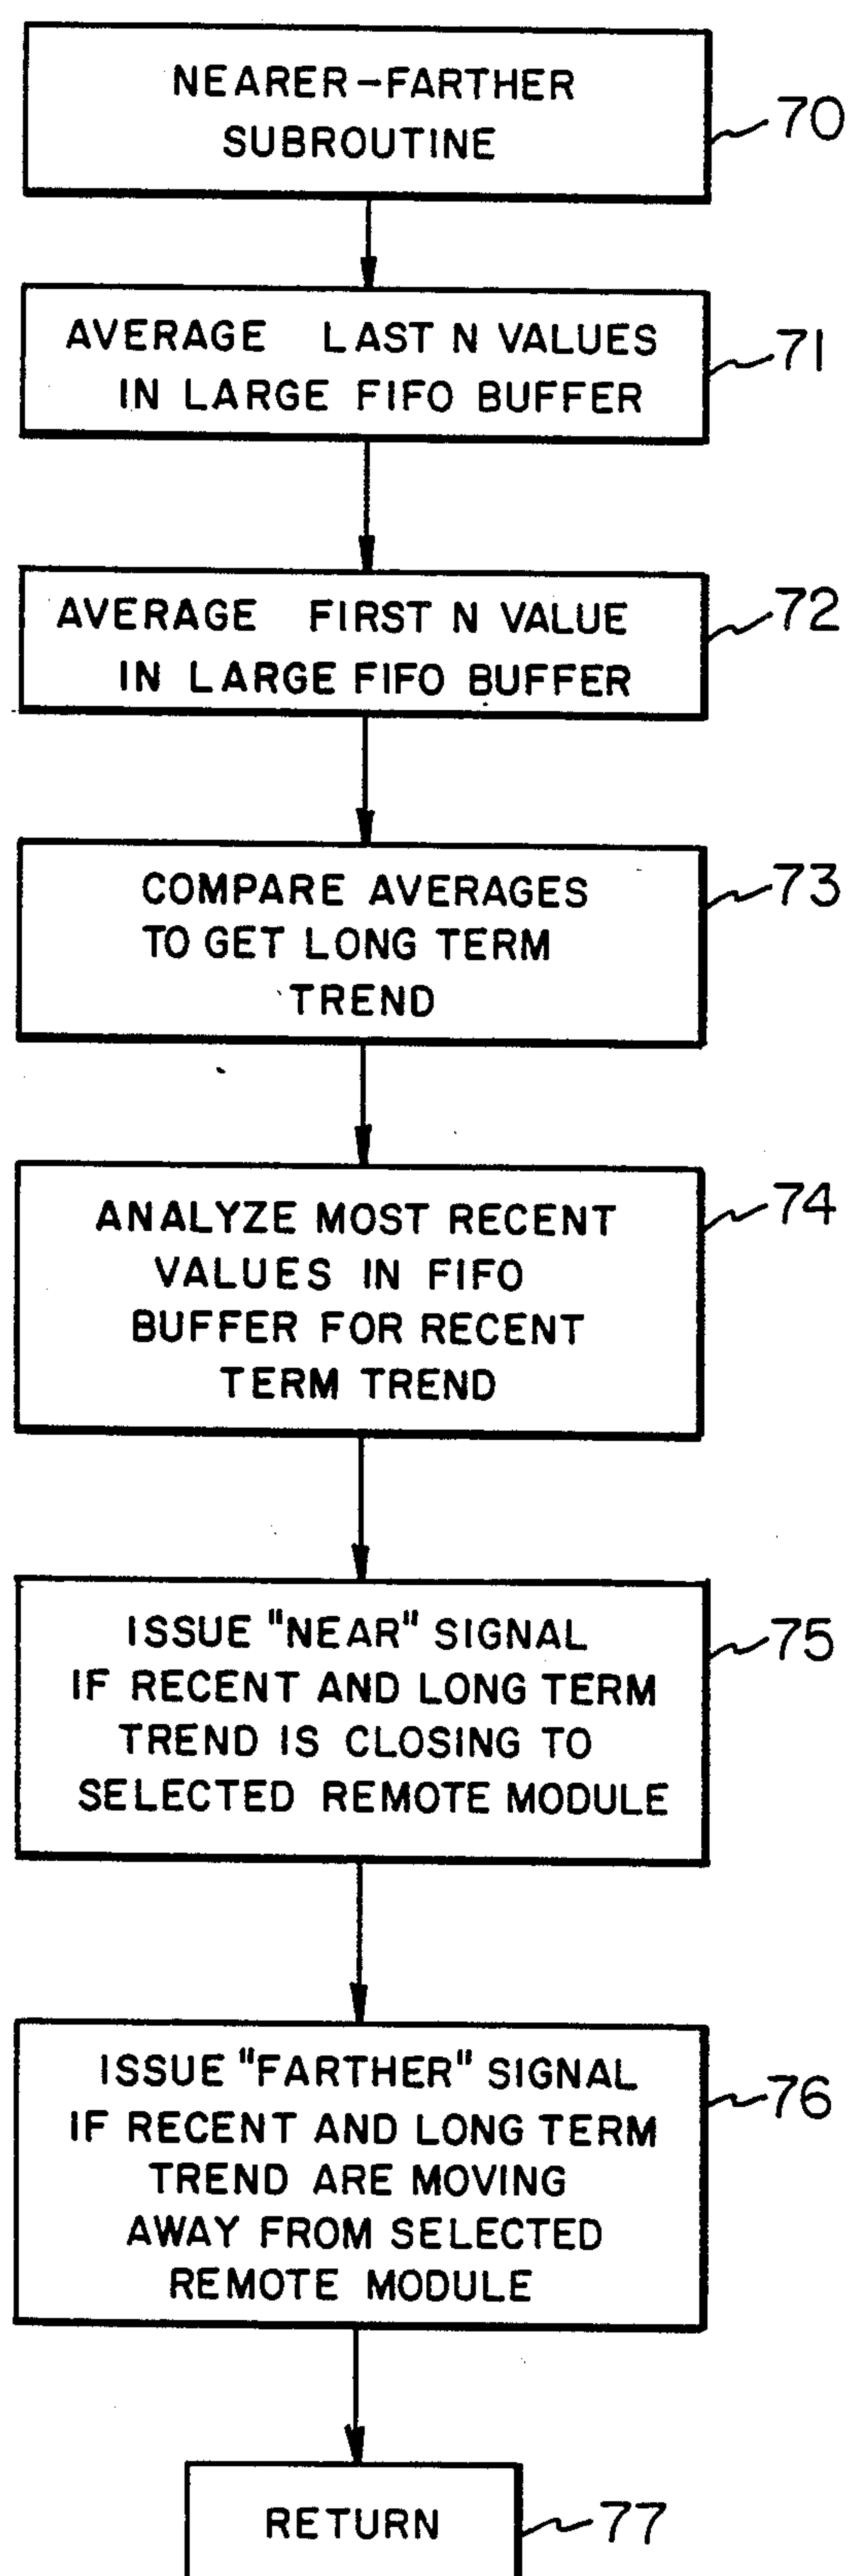 NEARER-FARTHER
SUBROUTINE
70
AVERAGE LAST N VALUES
IN LARGE FIFO BUFFER
71
AVERAGE FIRST N VALUE
IN LARGE FIFO BUFFER
72
COMPARE AVERAGES
TO GET LONG TERM
TREND
73
ANALYZE MOST RECENT
VALUES IN FIFO
BUFFER FOR RECENT
TERM TREND
74
ISSUE "NEAR" SIGNAL
IF RECENT AND LONG TERM
TREND IS CLOSING TO
SELECTED REMOTE MODULE
75
ISSUE "FARTHER" SIGNAL
IF RECENT AND LONG TERM
TREND ARE MOVING
AWAY FROM SELECTED
REMOTE MODULE
76
RETURN
77